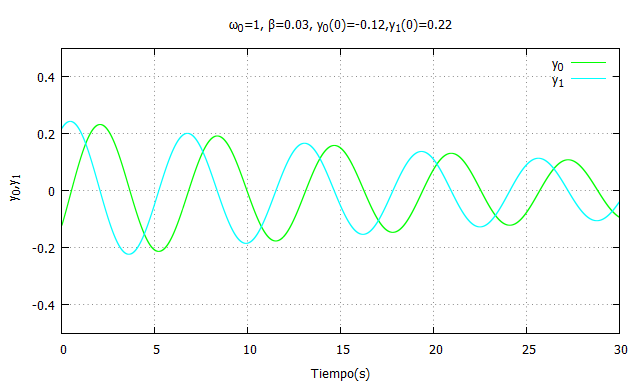 ω₀=1, β=0.03, y₀(0)=-0.12,y₁(0)=0.22
y₀
y₁
0.4
0.2
0
-0.2
-0.4
y₀,y₁
0 5 10 15 20 25 30
Tiempo(s)